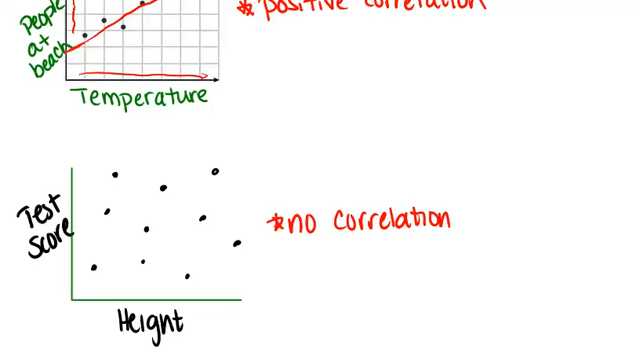 people
at
beach
*positive correlation
Temperature
Test
Score
*no correlation
Height